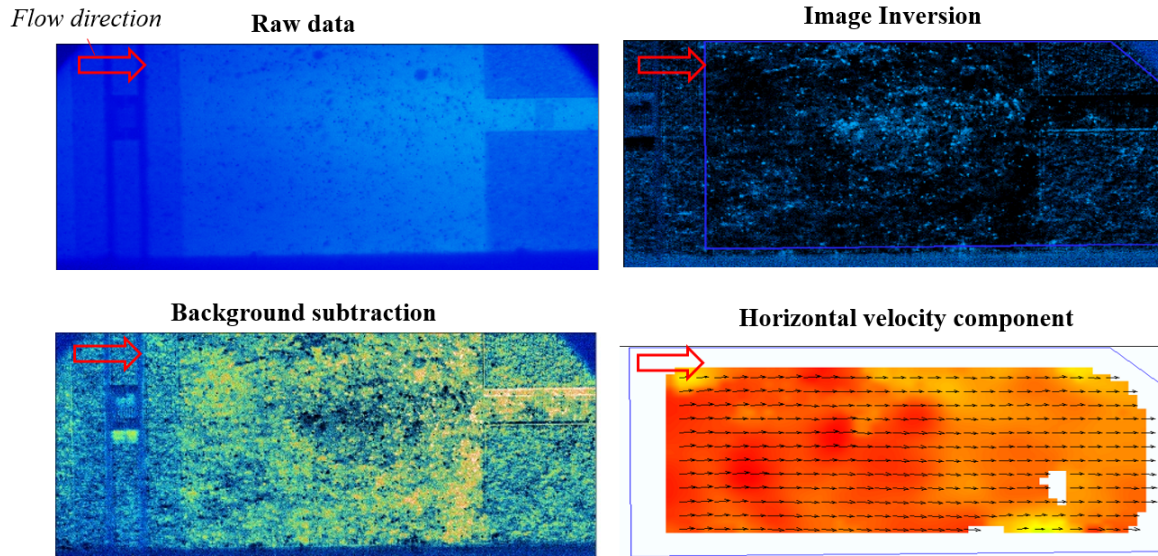 Flow direction
Raw data
Image Inversion
Background subtraction
Horizontal velocity component